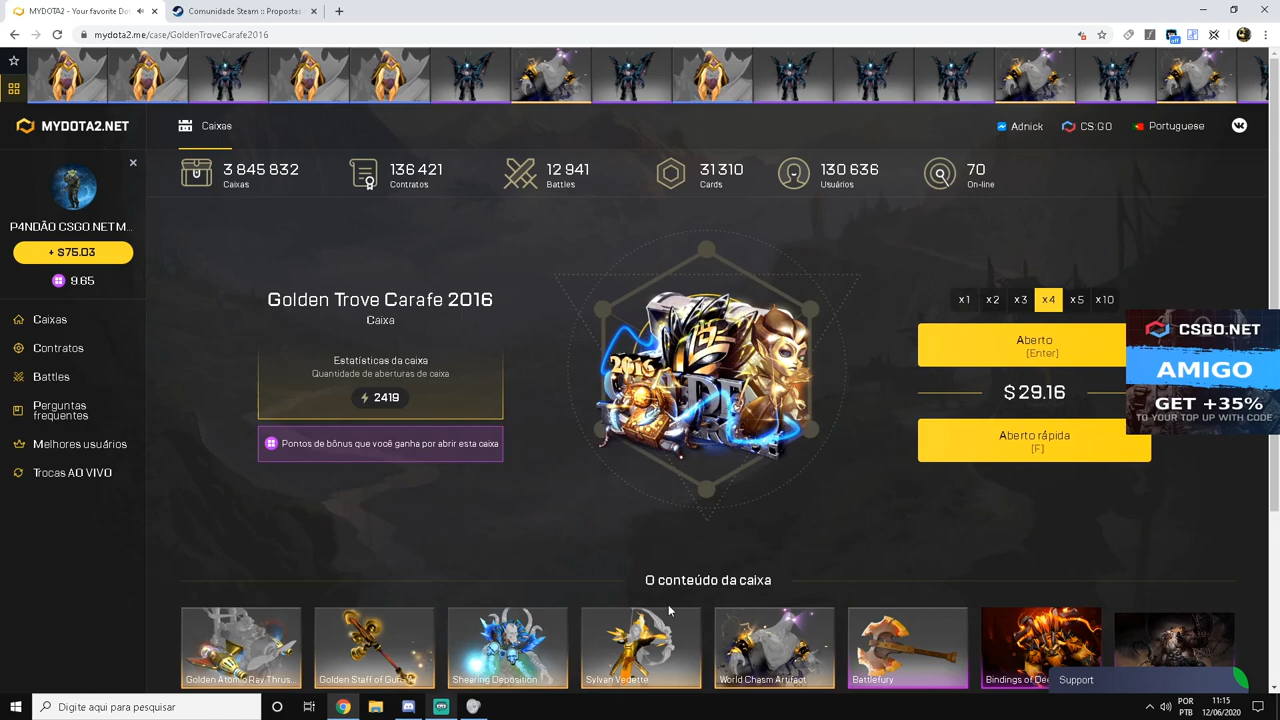 MYDOTA2 - Your favorite Dot
Comunidade Steam :: Propostas
mydota2.me/case/GoldenTroveCarafe2016
MYDOTA2.NET
Caixas
Adnick
CS:GO
Portuguese
3 845 832
Caixas
136 421
Contratos
12 941
Battles
31 310
Cards
130 636
Usuários
70
On-line
P4NDÃO CSGO.NET M...
+ $75.03
9.65
Caixas
Contratos
Battles
Perguntas
frequentes
Melhores usuários
Trocas AO VIVO
Golden Trove Carafe 2016
Caixa
Estatísticas da caixa
Quantidade de aberturas de caixa
2419
Pontos de bônus que você ganha por abrir esta caixa
2016
x1 x2 x3 x4 x5 x10
Aberto
[Enter]
$ 29.16
Aberto rápida
[F]
CSGO.NET
AMIGO
GET +35%
TO YOUR TOP UP WITH CODE
O conteúdo da caixa
Golden Atomic Ray Thrus...
Golden Staff of Gun
Shearing Deposition
Sylvan Vedette
World Chasm Artifact
Battlefury
Bindings of Dee
Support
Digite aqui para pesquisar
POR
PTB
11:15
12/06/2020